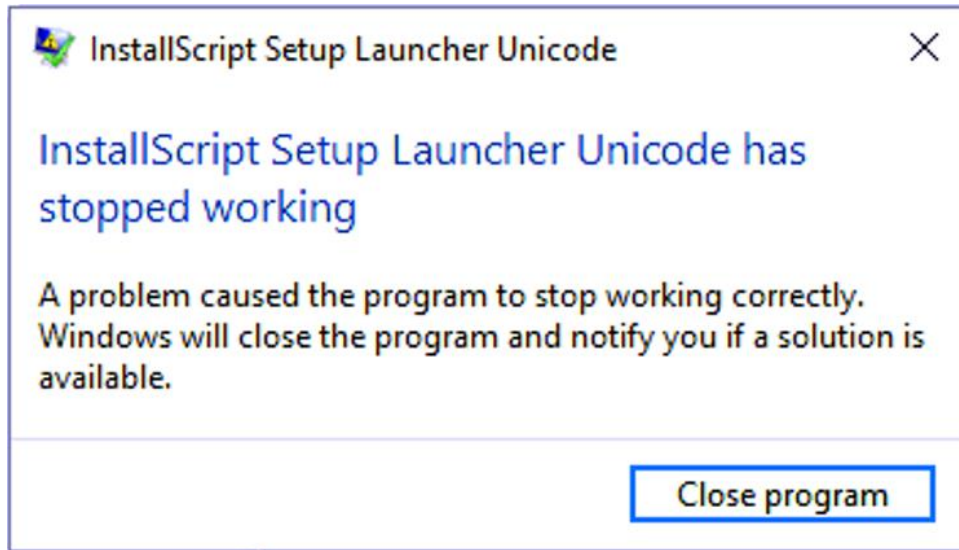 InstallScript Setup Launcher Unicode
InstallScript Setup Launcher Unicode has
stopped working
A problem caused the program to stop working correctly.
Windows will close the program and notify you if a solution is
available.
Close program